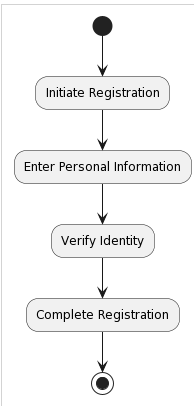 Initiate Registration
Enter Personal Information
Verify Identity
Complete Registration